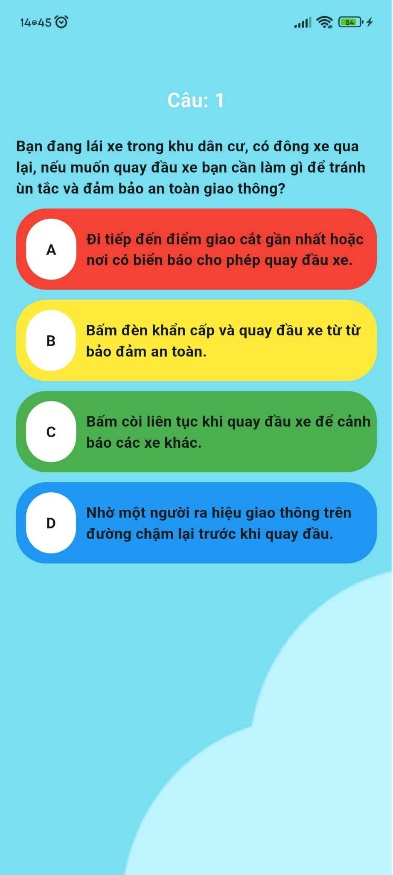 14:45
84
Câu: 1
Bạn đang lái xe trong khu dân cư, có đông xe qua
lại, nếu muốn quay đầu xe bạn cần làm gì để tránh
ùn tắc và đảm bảo an toàn giao thông?
A
Đi tiếp đến điểm giao cắt gần nhất hoặc
nơi có biển báo cho phép quay đầu xe.
B
Bấm đèn khẩn cấp và quay đầu xe từ từ
bảo đảm an toàn.
C
Bấm còi liên tục khi quay đầu xe để cảnh
báo các xe khác.
D
Nhờ một người ra hiệu giao thông trên
đường chậm lại trước khi quay đầu.